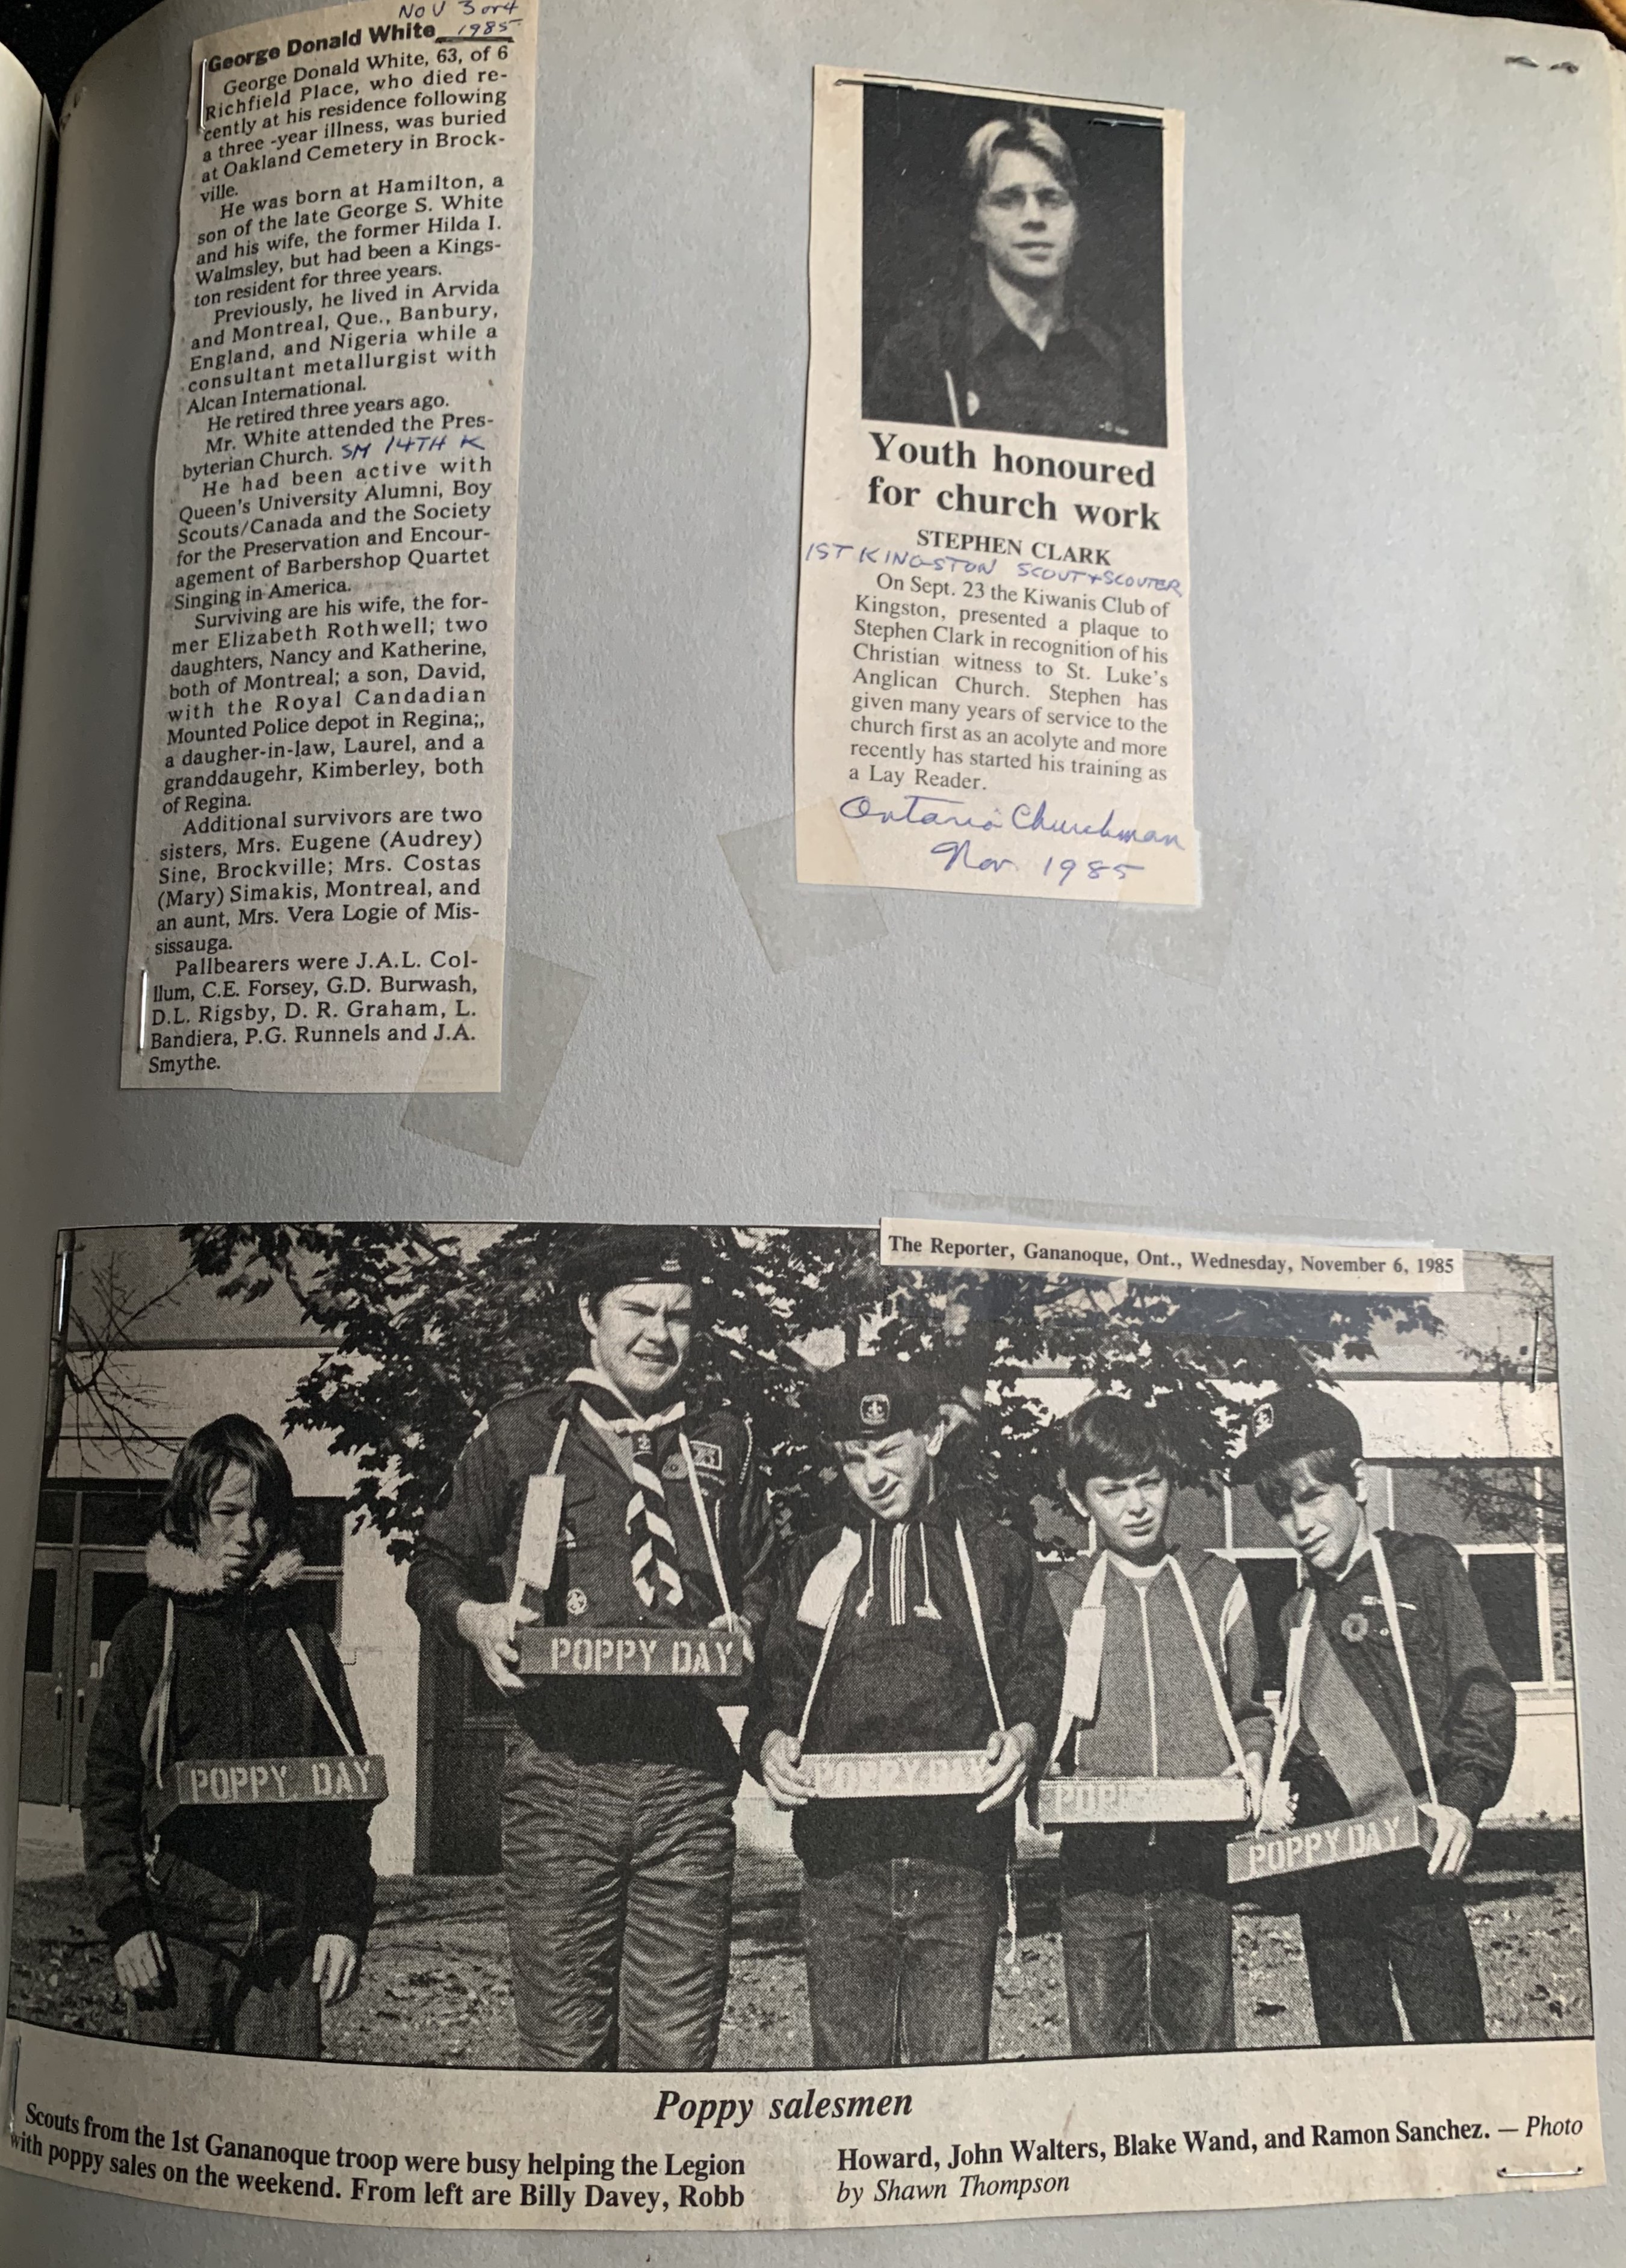 NOV 3 or 4
George Donald White 1985
George Donald White, 63, of 6
Richfield Place, who died re-
cently at his residence following
a three -year illness, was buried
at Oakland Cemetery in Brock-
ville.
He was born at Hamilton, a
son of the late George S. White
and his wife, the former Hilda I.
Walmsley, but had been a Kings-
ton resident for three years.
Previously, he lived in Arvida
and Montreal, Que., Banbury,
England, and Nigeria while a
consultant metallurgist with
Alcan International.
He retired three years ago.
Mr. White attended the Pres-
byterian Church. SM 14TH K
He had been active with
Queen's University Alumni, Boy
Scouts/Canada and the Society
for the Preservation and Encour-
agement of Barbershop Quartet
Singing in America.
Surviving are his wife, the for-
mer Elizabeth Rothwell; two
daughters, Nancy and Katherine,
both of Montreal; a son, David,
with the Royal Candadian
Mounted Police depot in Regina;,
a daugher-in-law, Laurel, and a
granddaugehr, Kimberley, both
of Regina.
Additional survivors are two
sisters, Mrs. Eugene (Audrey)
Sine, Brockville; Mrs. Costas
(Mary) Simakis, Montreal, and
an aunt, Mrs. Vera Logie of Mis-
sissauga.
Pallbearers were J.A.L. Col-
llum, C.E. Forsey, G.D. Burwash,
D.L. Rigsby, D. R. Graham, L.
Bandiera, P.G. Runnels and J.A.
Smythe.
Youth honoured
for church work
STEPHEN CLARK
1ST KINGSTON SCOUT + SCOUTER
On Sept. 23 the Kiwanis Club of
Kingston, presented a plaque to
Stephen Clark in recognition of his
Christian witness to St. Luke's
Anglican Church. Stephen has
given many years of service to the
church first as an acolyte and more
recently has started his training as
a Lay Reader.
Ontario Churchman
Nov. 1985
The Reporter, Gananoque, Ont., Wednesday, November 6, 1985
POPPY DAY
POPPY DAY
POPPY DAY
POPPY
POPPY DAY
Poppy salesmen
Scouts from the 1st Gananoque troop were busy helping the Legion
with poppy sales on the weekend. From left are Billy Davey, Robb
Howard, John Walters, Blake Wand, and Ramon Sanchez. — Photo
by Shawn Thompson